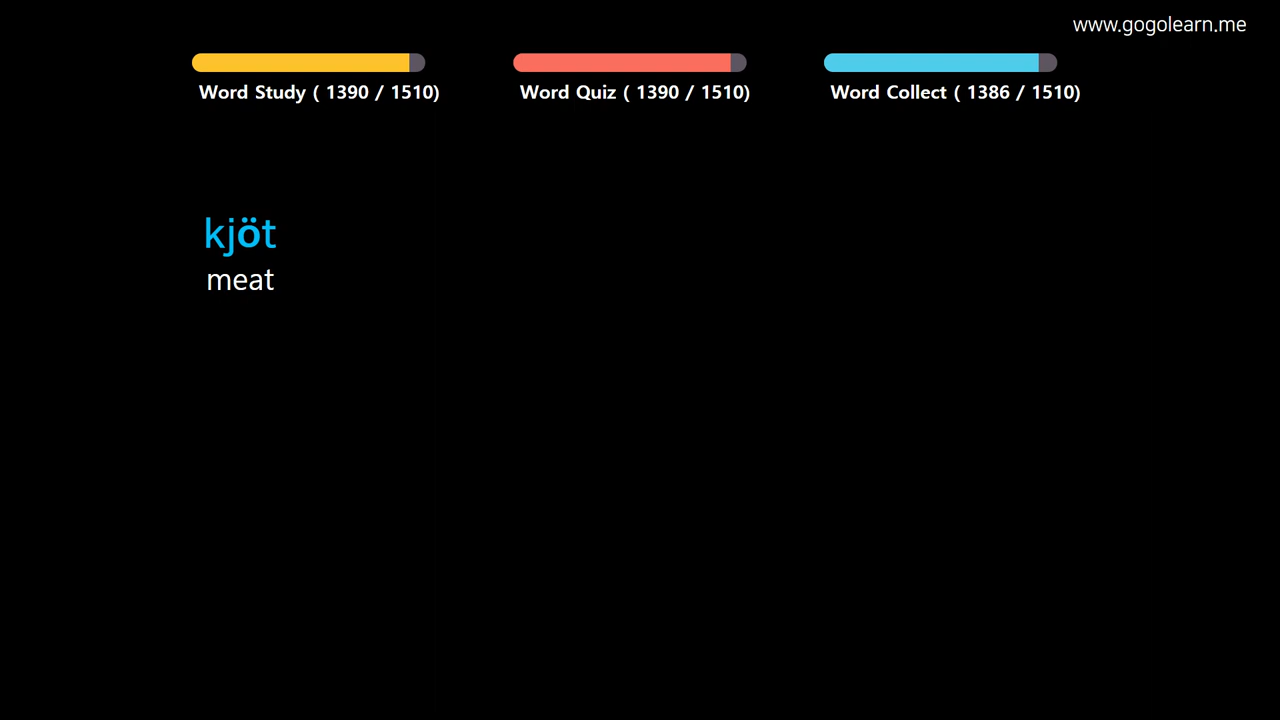 www.gogolearn.me
Word Study ( 1390 / 1510)
Word Quiz ( 1390 / 1510)
Word Collect ( 1386 / 1510)
kjöt
meat